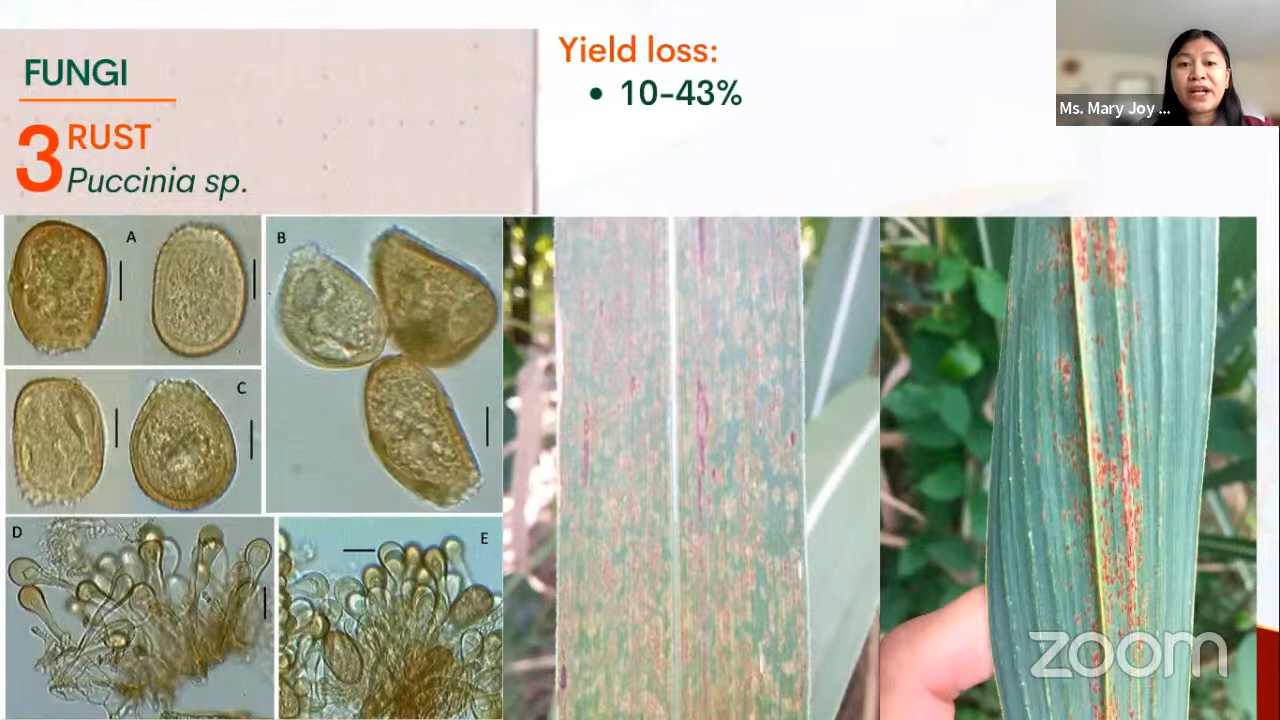 FUNGI
3 RUST
Puccinia sp.
Yield loss:
• 10-43%
Ms. Mary Joy ...
A
B
C
D
E
zoom